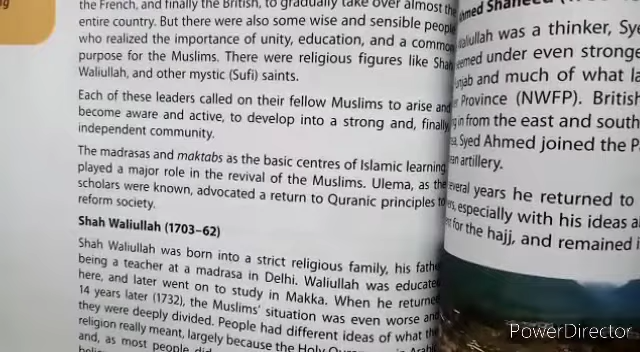 the French, and finally the British, to gradually take over almost the
entire country. But there were also some wise and sensible people
who realized the importance of unity, education, and a common
purpose for the Muslims. There were religious figures like Shah
Waliullah, and other mystic (Sufi) saints.
Each of these leaders called on their fellow Muslims to arise and
become aware and active, to develop into a strong and, finally
independent community.
The madrasas and maktabs as the basic centres of Islamic learning
played a major role in the revival of the Muslims. Ulema, as the
scholars were known, advocated a return to Quranic principles to
reform society.
Shah Waliullah (1703–62)
Shah Waliullah was born into a strict religious family, his father
being a teacher at a madrasa in Delhi. Waliullah was educated
here, and later went on to study in Makka. When he returned
14 years later (1732), the Muslims' situation was even worse and
they were deeply divided. People had different ideas of what the
religion really meant, largely because the Holy
and, as most people
Ahmed Shaheed
Waliullah was a thinker, Sye
under even stronge
and much of what la
Province (NWFP). British
in from the east and south
Syed Ahmed joined the P
artillery.
several years he returned to
especially with his ideas a
for the hajj, and remained i
PowerDirector